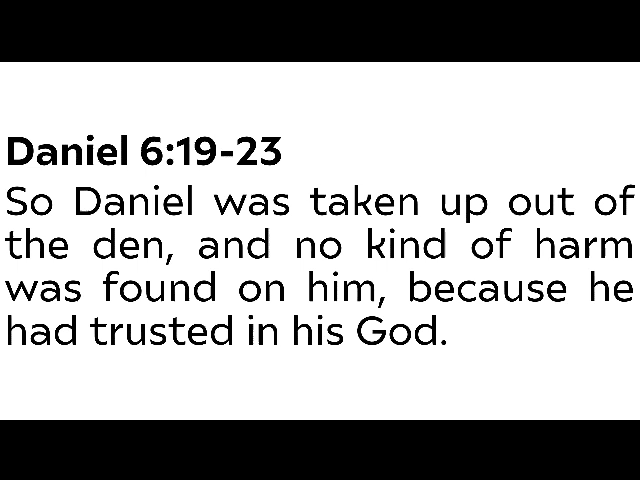 Daniel 6:19-23
So Daniel was taken up out of
the den, and no kind of harm
was found on him, because he
had trusted in his God.